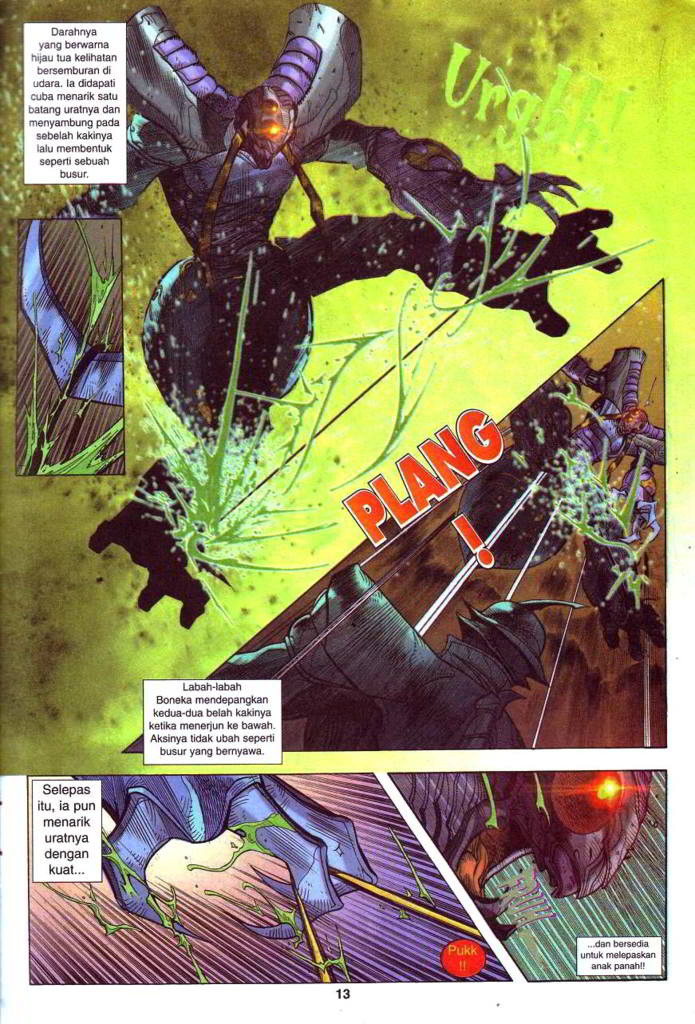 Darahnya
yang berwarna
hijau tua kelihatan
bersemburan di
udara. Ia didapati
cuba menarik satu
batang uratnya dan
menyambung pada
sebelah kakinya
lalu membentuk
seperti sebuah
busur.
Urghh!
PLANG
!
Labah-labah
Boneka mendepangkan
kedua-dua belah kakinya
ketika menerjun ke bawah.
Aksinya tidak ubah seperti
busur yang bernyawa.
Selepas
itu, ia pun
menarik
uratnya
dengan
kuat...
Pukk
!!
...dan bersedia
untuk melepaskan
anak panah!!
13